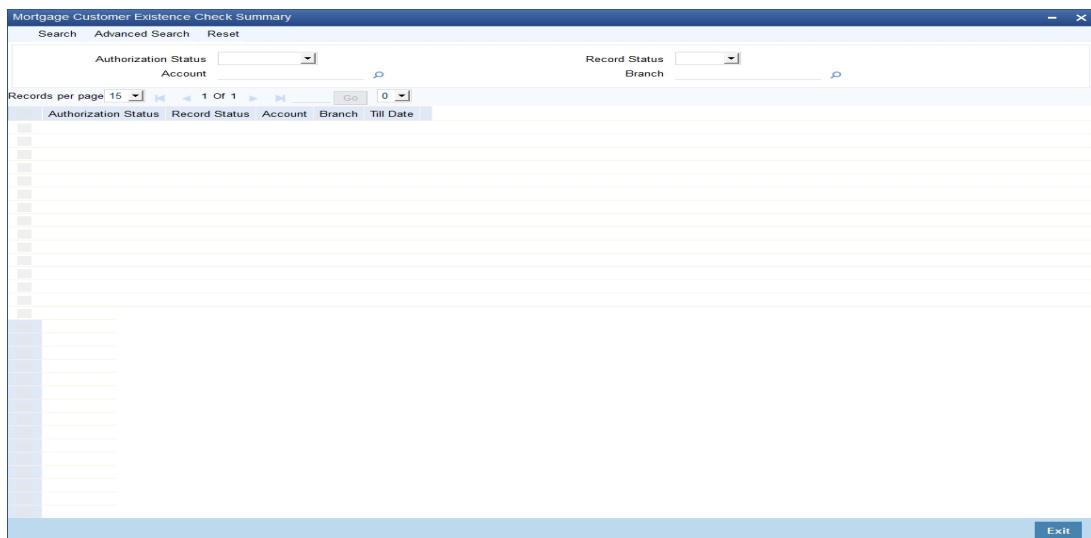 Mortgage Customer Existence Check Summary
Search Advanced Search Reset
Authorization Status Record Status
Account Branch
Records per page 15 1 Of 1 Go 0
Authorization Status Record Status Account Branch Till Date
Exit